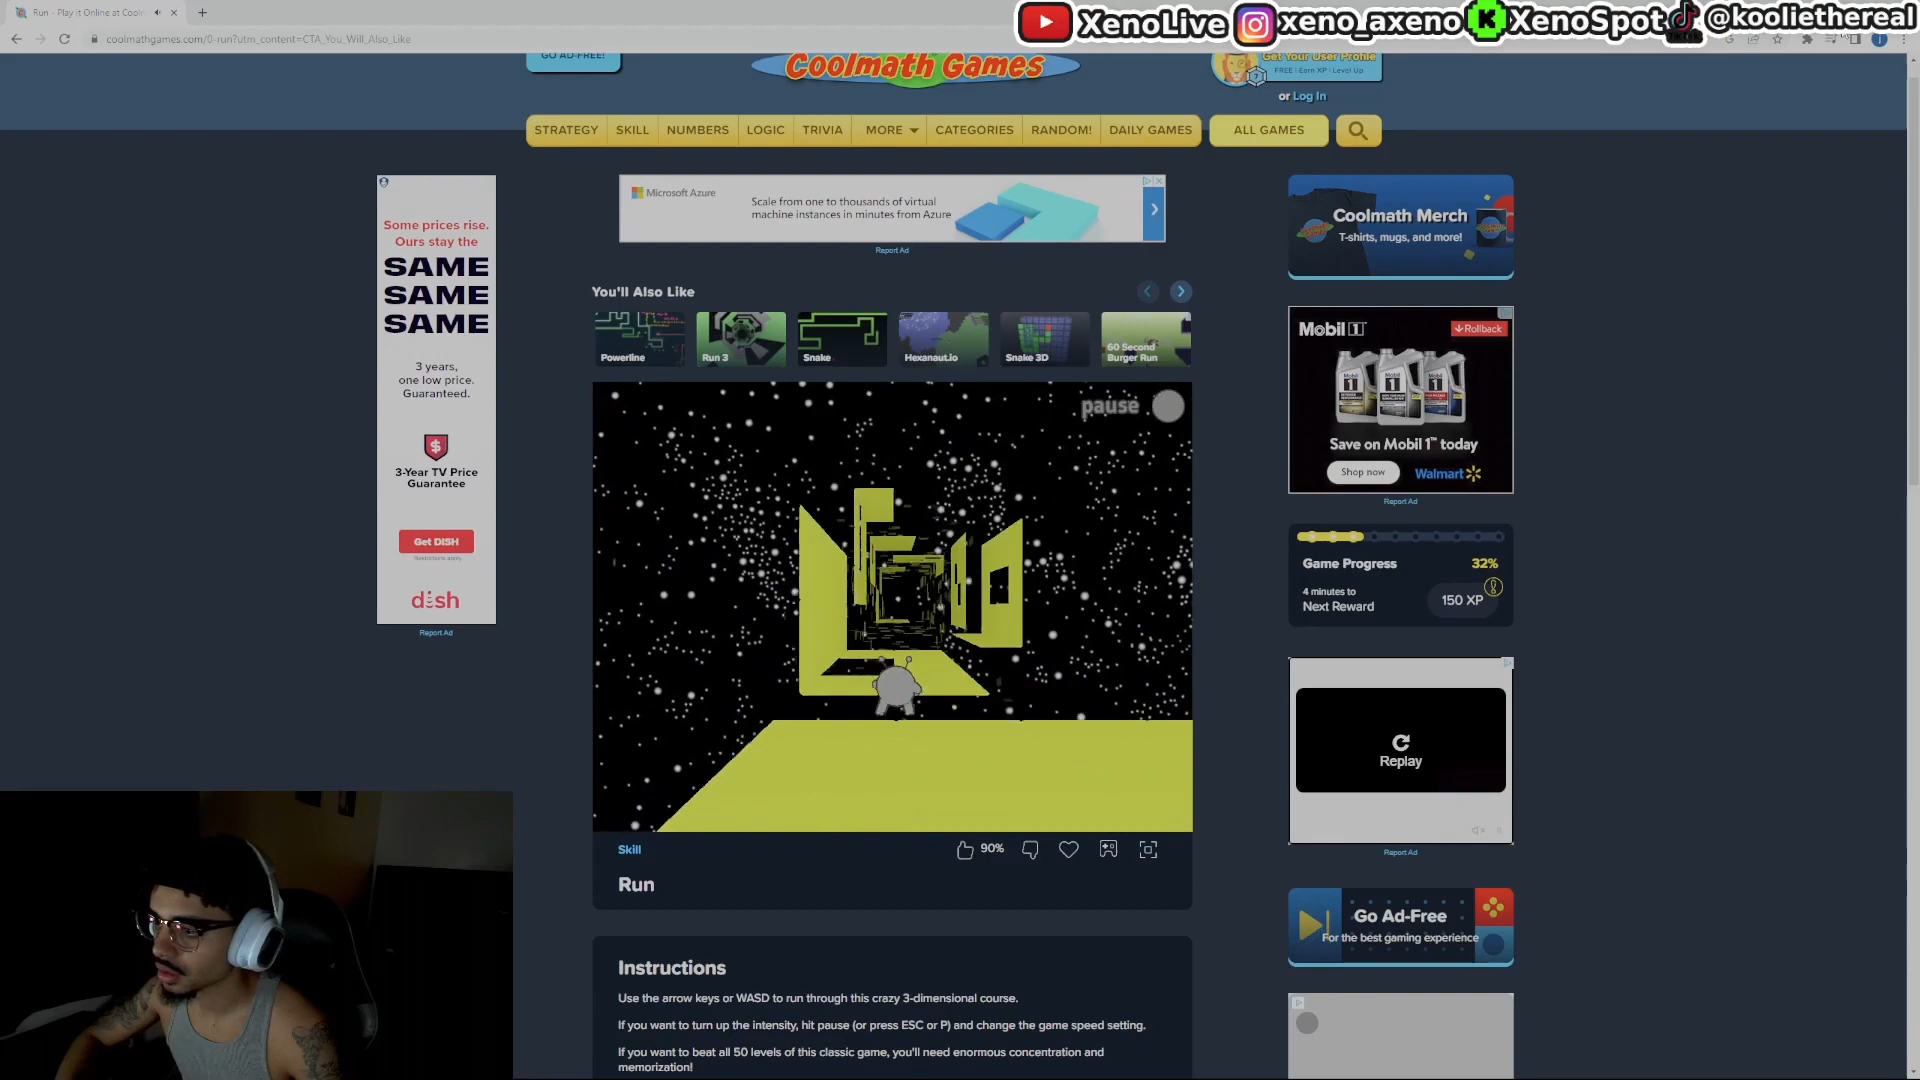 Run - Play it Online at Coolm
XenoLive
xeno_axeno
XenoSpot
@kooliethereal
coolmathgames.com/0-run?utm_content=CTA_You_Will_Also_Like
GO AD-FREE!
Coolmath Games
Get Your User Profile
FREE | Earn XP | Level Up
or Log In
STRATEGY
SKILL
NUMBERS
LOGIC
TRIVIA
MORE
CATEGORIES
RANDOM!
DAILY GAMES
ALL GAMES
Some prices rise.
Ours stay the
SAME
SAME
SAME
3 years,
one low price.
Guaranteed.
3-Year TV Price
Guarantee
Get DISH
dish
Report Ad
Microsoft Azure
Scale from one to thousands of virtual
machine instances in minutes from Azure
Report Ad
You'll Also Like
Powerline
Run 3
Snake
Hexanaut.io
Snake 3D
60 Second
Burger Run
pause
Skill
90%
Run
Instructions
Use the arrow keys or WASD to run through this crazy 3-dimensional course.
If you want to turn up the intensity, hit pause (or press ESC or P) and change the game speed setting.
If you want to beat all 50 levels of this classic game, you'll need enormous concentration and
memorization!
Coolmath Merch
T-shirts, mugs, and more!
Mobil 1
Rollback
Save on Mobil 1™ today
Shop now
Walmart
Report Ad
Game Progress
32%
4 minutes to
Next Reward
150 XP
Replay
Report Ad
Go Ad-Free
For the best gaming experience